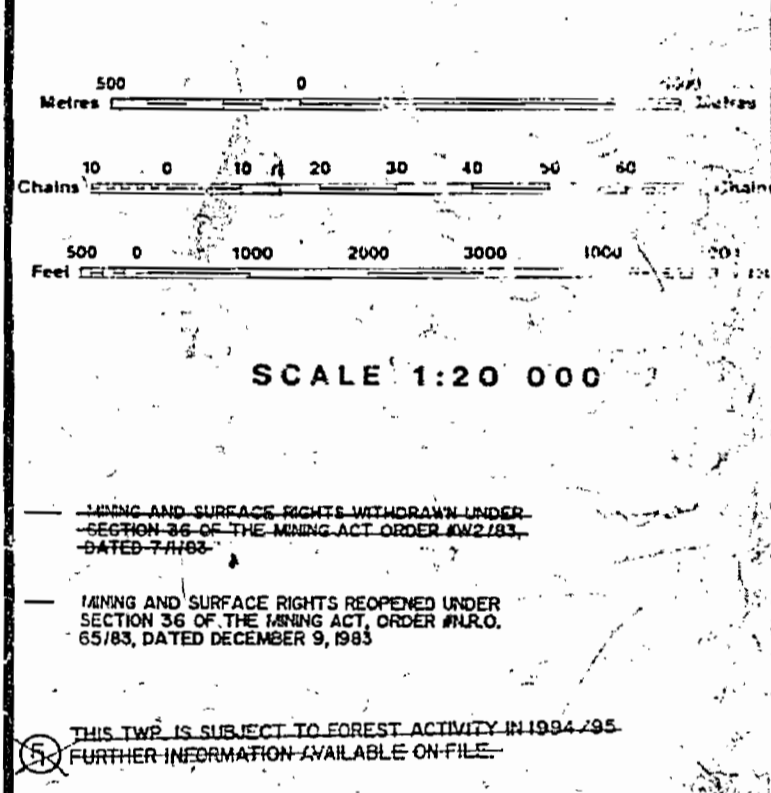 500 0
Metres Metres
10 0 10 20 30 40 50 60
Chains Chains
500 0 1000 2000 3000
Feet
SCALE 1:20 000
MINING AND SURFACE RIGHTS WITHDRAWN UNDER
SECTION 36 OF THE MINING ACT ORDER #W2/83,
DATED
MINING AND SURFACE RIGHTS REOPENED UNDER
SECTION 36 OF THE MINING ACT, ORDER #N.R.O.
65/83, DATED DECEMBER 9, 1983
THIS TWP. IS SUBJECT TO FOREST ACTIVITY IN 1994/95
5 FURTHER INFORMATION AVAILABLE ON FILE.